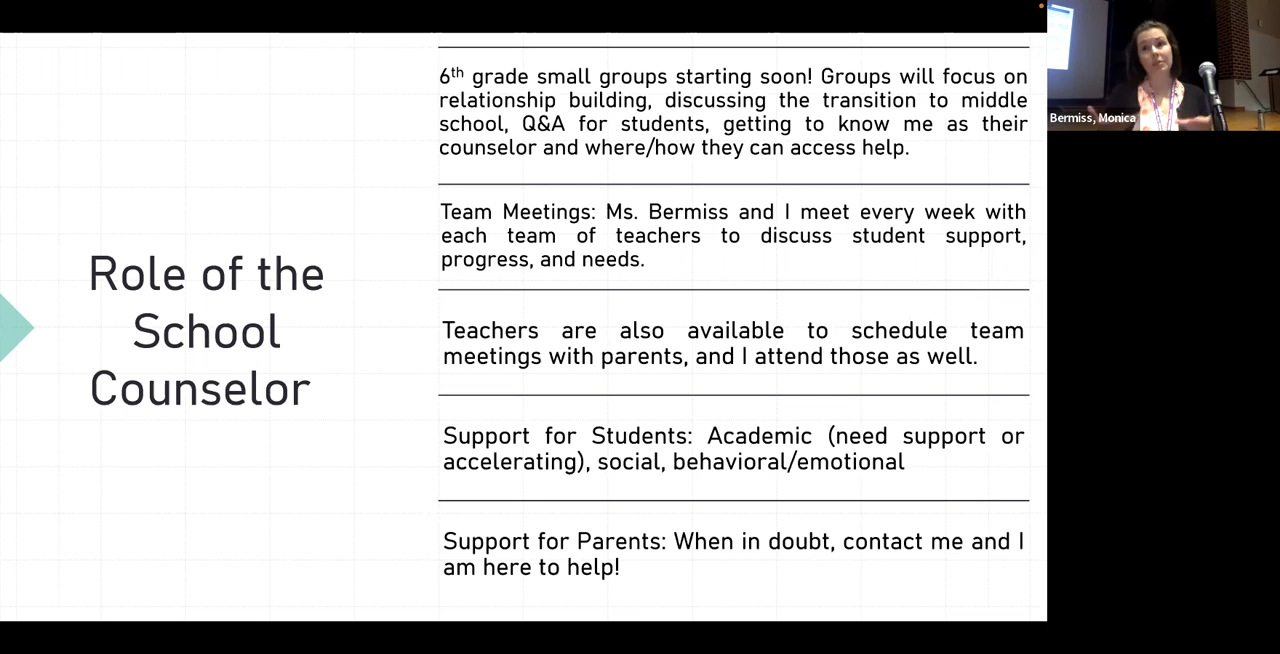 Role of the
School
Counselor
6th grade small groups starting soon! Groups will focus on
relationship building, discussing the transition to middle
school, Q&A for students, getting to know me as their
counselor and where/how they can access help.
Team Meetings: Ms. Bermiss and I meet every week with
each team of teachers to discuss student support,
progress, and needs.
Teachers are also available to schedule team
meetings with parents, and I attend those as well.
Support for Students: Academic (need support or
accelerating), social, behavioral/emotional
Support for Parents: When in doubt, contact me and I
am here to help!
Bermiss, Monica